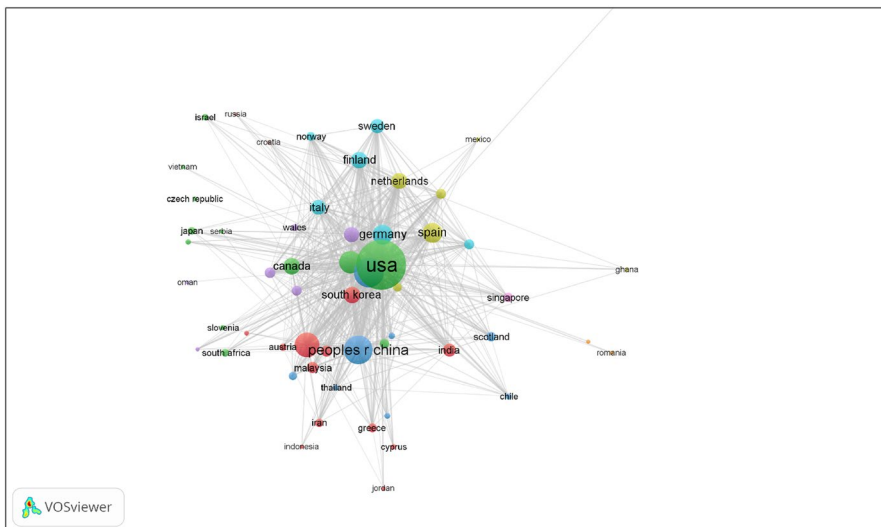 israel
russia
croatia
norway
sweden
finland
mexico
vietnam
netherlands
czech republic
italy
wales
japan
serbia
germany
spain
canada
usa
ghana
oman
south korea
singapore
slovenia
scotland
south africa
austria
peoples r china
india
romania
malaysia
thailand
chile
iran
greece
indonesia
cyprus
jordan
VOSviewer